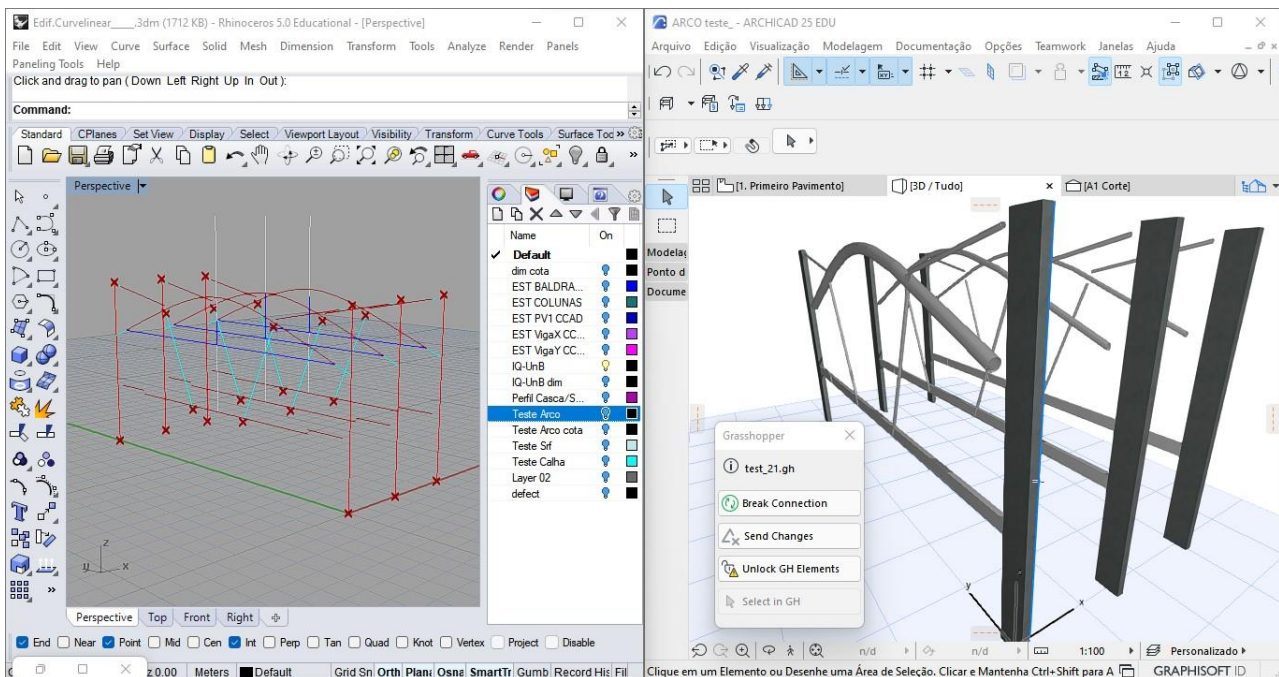 Edif.Curvelinear____.3dm (1712 KB) - Rhinoceros 5.0 Educational - [Perspective]
File Edit View Curve Surface Solid Mesh Dimension Transform Tools Analyze Render Panels
Paneling Tools Help
Click and drag to pan ( Down Left Right Up In Out ):
Command:
Standard CPlanes Set View Display Select Viewport Layout Visibility Transform Curve Tools Surface Too »
»
Perspective
Name On
Default
dim cota
EST BALDRA...
EST COLUNAS
EST PV1 CCAD
EST VigaX CC...
EST VigaY CC...
IQ-UnB
IQ-UnB dim
Perfil Casca/S...
Teste Arco
Teste Arco cota
Teste Srf
Teste Calha
Layer 02
defect
z
y x
»
Perspective Top Front Right
End Near Point Mid Cen Int Perp Tan Quad Knot Vertex Project Disable
z 0.00 Meters Default Grid Sn Orth Plana Osna SmartTr Gumb Record His Fil
ARCO teste_ - ARCHICAD 25 EDU
Arquivo Edição Visualização Modelagem Documentação Opções Teamwork Janelas Ajuda
[1. Primeiro Pavimento] [3D / Tudo] [A1 Corte]
Modela
Ponto d
Docume
Grasshopper
test_21.gh
Break Connection
Send Changes
Unlock GH Elements
Select in GH
y x
n/d n/d 1:100 Personalizado
Clique em um Elemento ou Desenhe uma Área de Seleção. Clicar e Mantenha Ctrl+Shift para A GRAPHISOFT ID